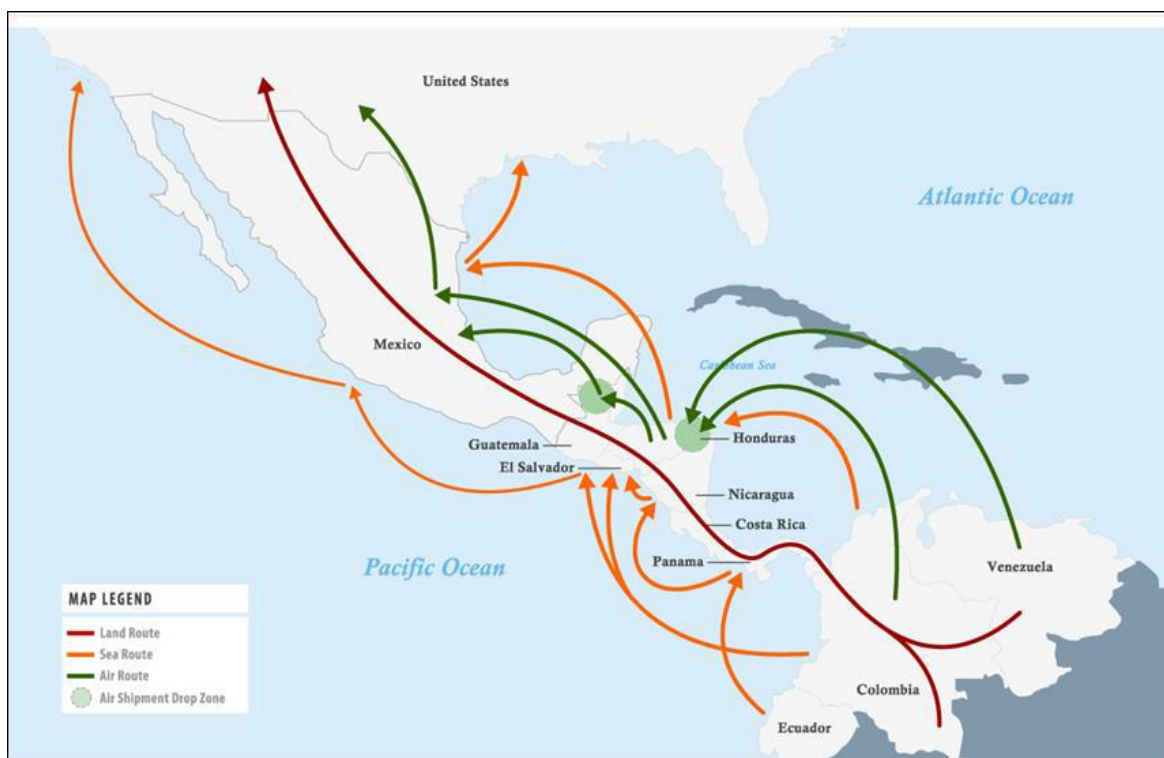 United States
Atlantic Ocean
Mexico
Caribbean Sea
Guatemala
Honduras
El Salvador
Nicaragua
Costa Rica
Panama
Pacific Ocean
Venezuela
MAP LEGEND
Land Route
Sea Route
Air Route
Air Shipment Drop Zone
Colombia
Ecuador